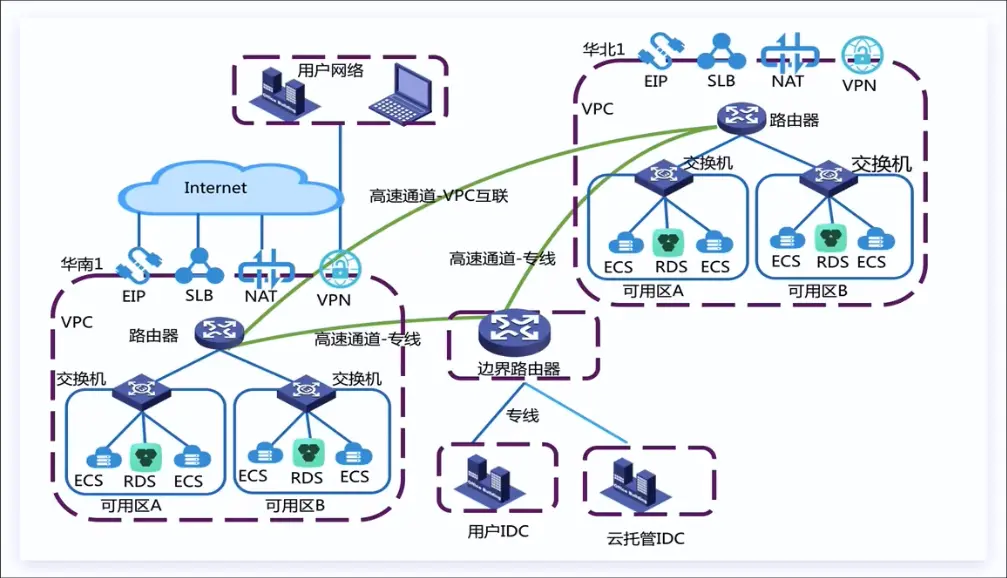 用户网络
华北1
EIP
SLB
NAT
VPN
VPC
路由器
交换机
交换机
ECS
RDS
ECS
ECS
RDS
ECS
可用区A
可用区B
Internet
高速通道-VPC互联
高速通道-专线
华南1
EIP
SLB
NAT
VPN
VPC
路由器
高速通道-专线
交换机
交换机
ECS
RDS
ECS
ECS
RDS
ECS
可用区A
可用区B
边界路由器
专线
用户IDC
云托管IDC